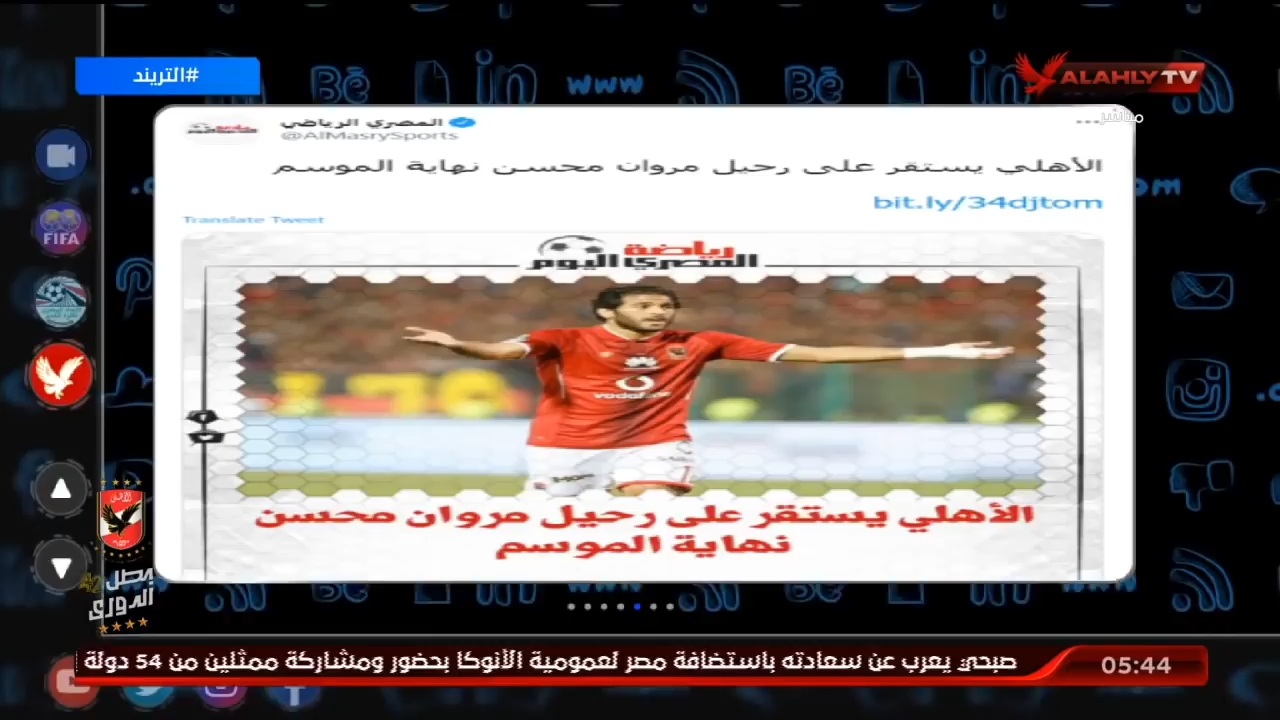 #التريند
ALAHLY TV
مباشر
المصري الرياضي
@AlMasrySports
الأهلي يستقر على رحيل مروان محسن نهاية الموسم
bit.ly/34djtom
Translate Tweet
رياضة
المصري اليوم
FIFA
vodafone
الأهلي يستقر على رحيل مروان محسن
نهاية الموسم
بطل
الدوري
05:44
صبحي يعرب عن سعادته باستضافة مصر لعمومية الأنوكا بحضور ومشاركة ممثلين من 54 دولة